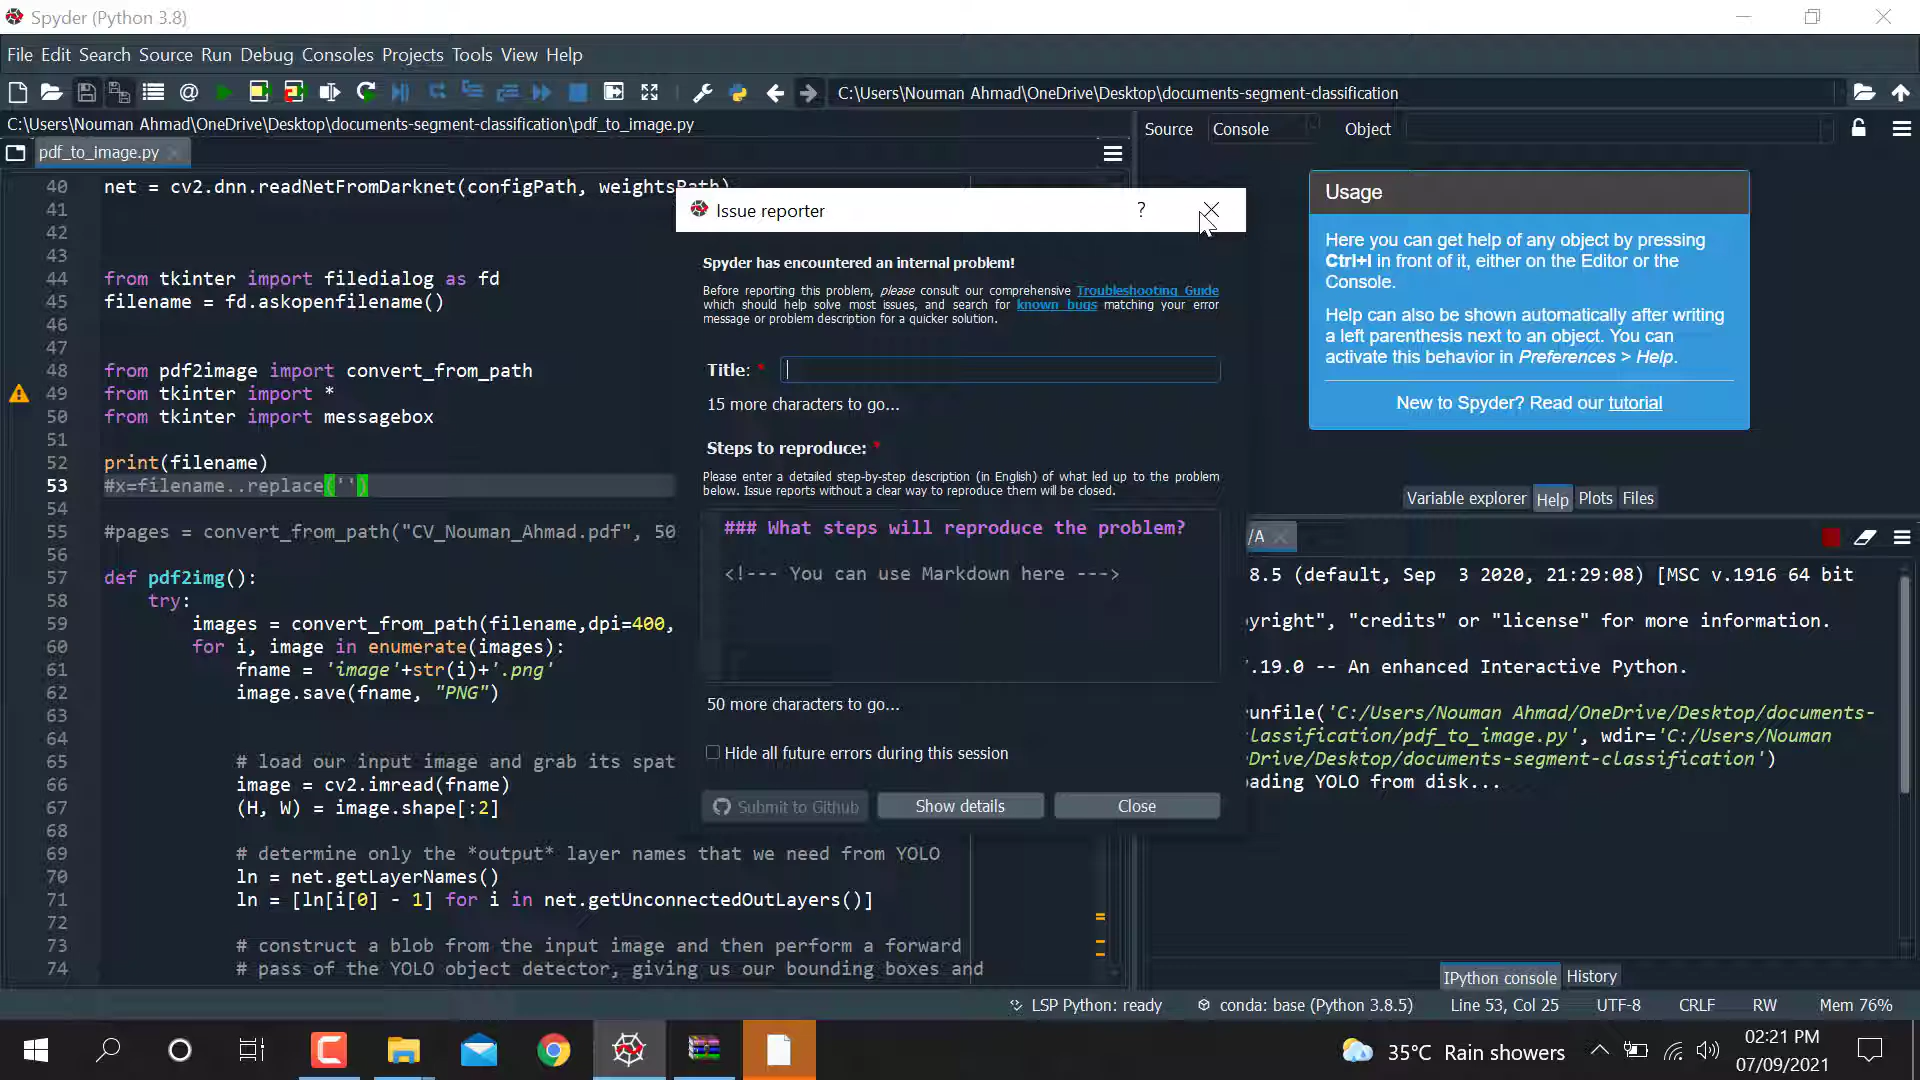 Spyder (Python 3.8)
File Edit Search Source Run Debug Consoles Projects Tools View Help
C:\Users\Nouman Ahmad\OneDrive\Desktop\documents-segment-classification
C:\Users\Nouman Ahmad\OneDrive\Desktop\documents-segment-classification\pdf_to_image.py
Source Console Object
pdf_to_image.py
40 net = cv2.dnn.readNetFromDarknet(configPath, weightsPath)
41
42
43
44 from tkinter import filedialog as fd
45 filename = fd.askopenfilename()
46
47
48 from pdf2image import convert_from_path
49 from tkinter import *
50 from tkinter import messagebox
51
52 print(filename)
53 #x=filename..replace('')
54
55 #pages = convert_from_path("CV_Nouman_Ahmad.pdf", 50
56
57 def pdf2img():
58 try:
59 images = convert_from_path(filename,dpi=400,
60 for i, image in enumerate(images):
61 fname = 'image'+str(i)+'.png'
62 image.save(fname, "PNG")
63
64
65 # load our input image and grab its spat
66 image = cv2.imread(fname)
67 (H, W) = image.shape[:2]
68
69 # determine only the *output* layer names that we need from YOLO
70 ln = net.getLayerNames()
71 ln = [ln[i[0] - 1] for i in net.getUnconnectedOutLayers()]
72
73 # construct a blob from the input image and then perform a forward
74 # pass of the YOLO object detector, giving us our bounding boxes and
Issue reporter ?
Spyder has encountered an internal problem!
Before reporting this problem, please consult our comprehensive Troubleshooting Guide
which should help solve most issues, and search for known bugs matching your error
message or problem description for a quicker solution.
Title: *
15 more characters to go...
Steps to reproduce: *
Please enter a detailed step-by-step description (in English) of what led up to the problem
below. Issue reports without a clear way to reproduce them will be closed.
### What steps will reproduce the problem?
<!--- You can use Markdown here --->
50 more characters to go...
Hide all future errors during this session
Submit to Github Show details Close
Usage
Here you can get help of any object by pressing
Ctrl+I in front of it, either on the Editor or the
Console.
Help can also be shown automatically after writing
a left parenthesis next to an object. You can
activate this behavior in Preferences > Help.
New to Spyder? Read our tutorial
Variable explorer Help Plots Files
/A
8.5 (default, Sep 3 2020, 21:29:08) [MSC v.1916 64 bit
yright", "credits" or "license" for more information.
.19.0 -- An enhanced Interactive Python.
unfile('C:/Users/Nouman Ahmad/OneDrive/Desktop/documents-
lassification/pdf_to_image.py', wdir='C:/Users/Nouman
Drive/Desktop/documents-segment-classification')
ading YOLO from disk...
IPython console History
LSP Python: ready conda: base (Python 3.8.5) Line 53, Col 25 UTF-8 CRLF RW Mem 76%
35°C Rain showers
02:21 PM
07/09/2021